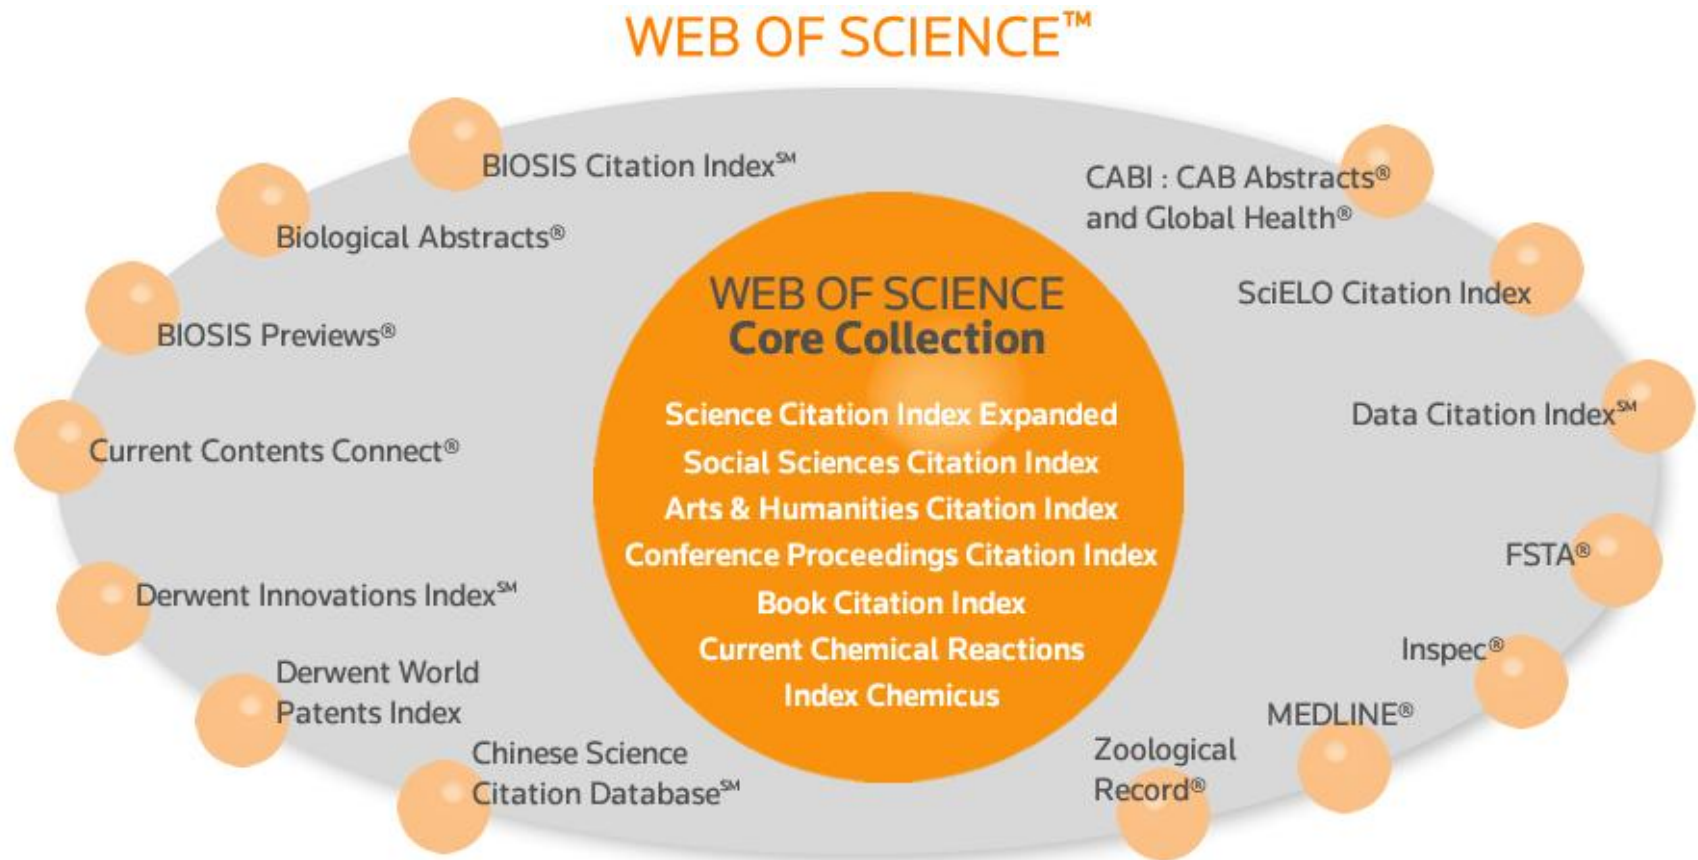 WEB OF SCIENCE™
BIOSIS Citation Index℠
Biological Abstracts®
BIOSIS Previews®
Current Contents Connect®
Derwent Innovations Index℠
Derwent World
Patents Index
Chinese Science
Citation Database℠
WEB OF SCIENCE
Core Collection
Science Citation Index Expanded
Social Sciences Citation Index
Arts & Humanities Citation Index
Conference Proceedings Citation Index
Book Citation Index
Current Chemical Reactions
Index Chemicus
CABI : CAB Abstracts®
and Global Health®
SciELO Citation Index
Data Citation Index℠
FSTA®
Inspec®
MEDLINE®
Zoological
Record®